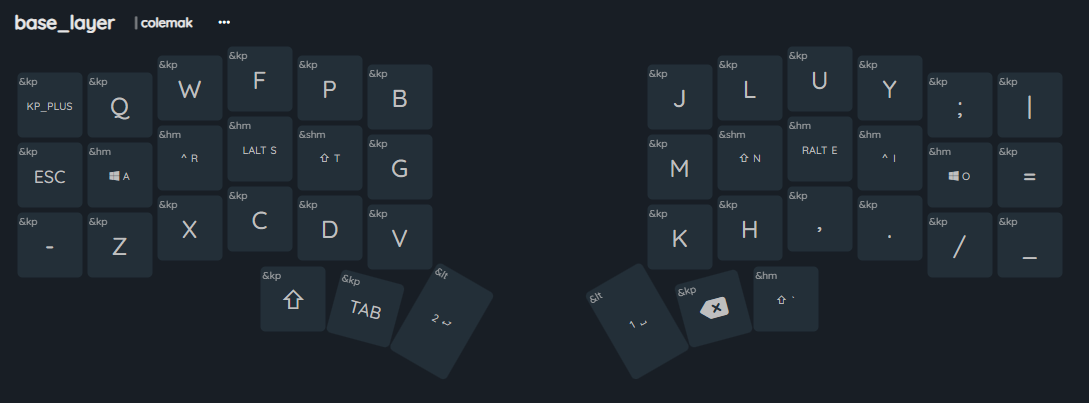 base_layer | colemak ...
&kp &kp &kp &kp &kp &kp &kp &kp &kp &kp &kp &kp
KP_PLUS Q W F P B J L U Y ; |
&kp &hm &hm &hm &shm &kp &kp &shm &hm &hm &hm &kp
ESC A ^ R LALT S ⇧ T G M ⇧ N RALT E ^ I O =
&kp &kp &kp &kp &kp &kp &kp &kp &kp &kp &kp &kp
- Z X C D V K H , . / _
&kp &kp &lt &lt &kp &hm
⇧ TAB 2 ↵ 1 ⎵ ⌫ ⇧ `